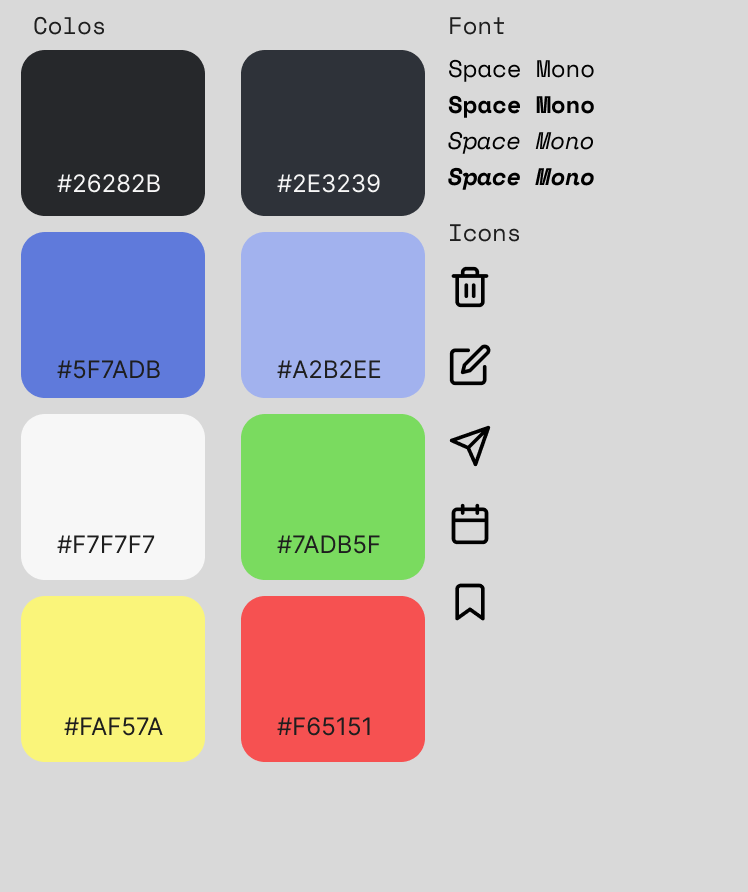 Colos
#26282B
#2E3239
#5F7ADB
#A2B2EE
#F7F7F7
#7ADB5F
#FAF57A
#F65151
Font
Space Mono
Space Mono
Space Mono
Space Mono
Icons